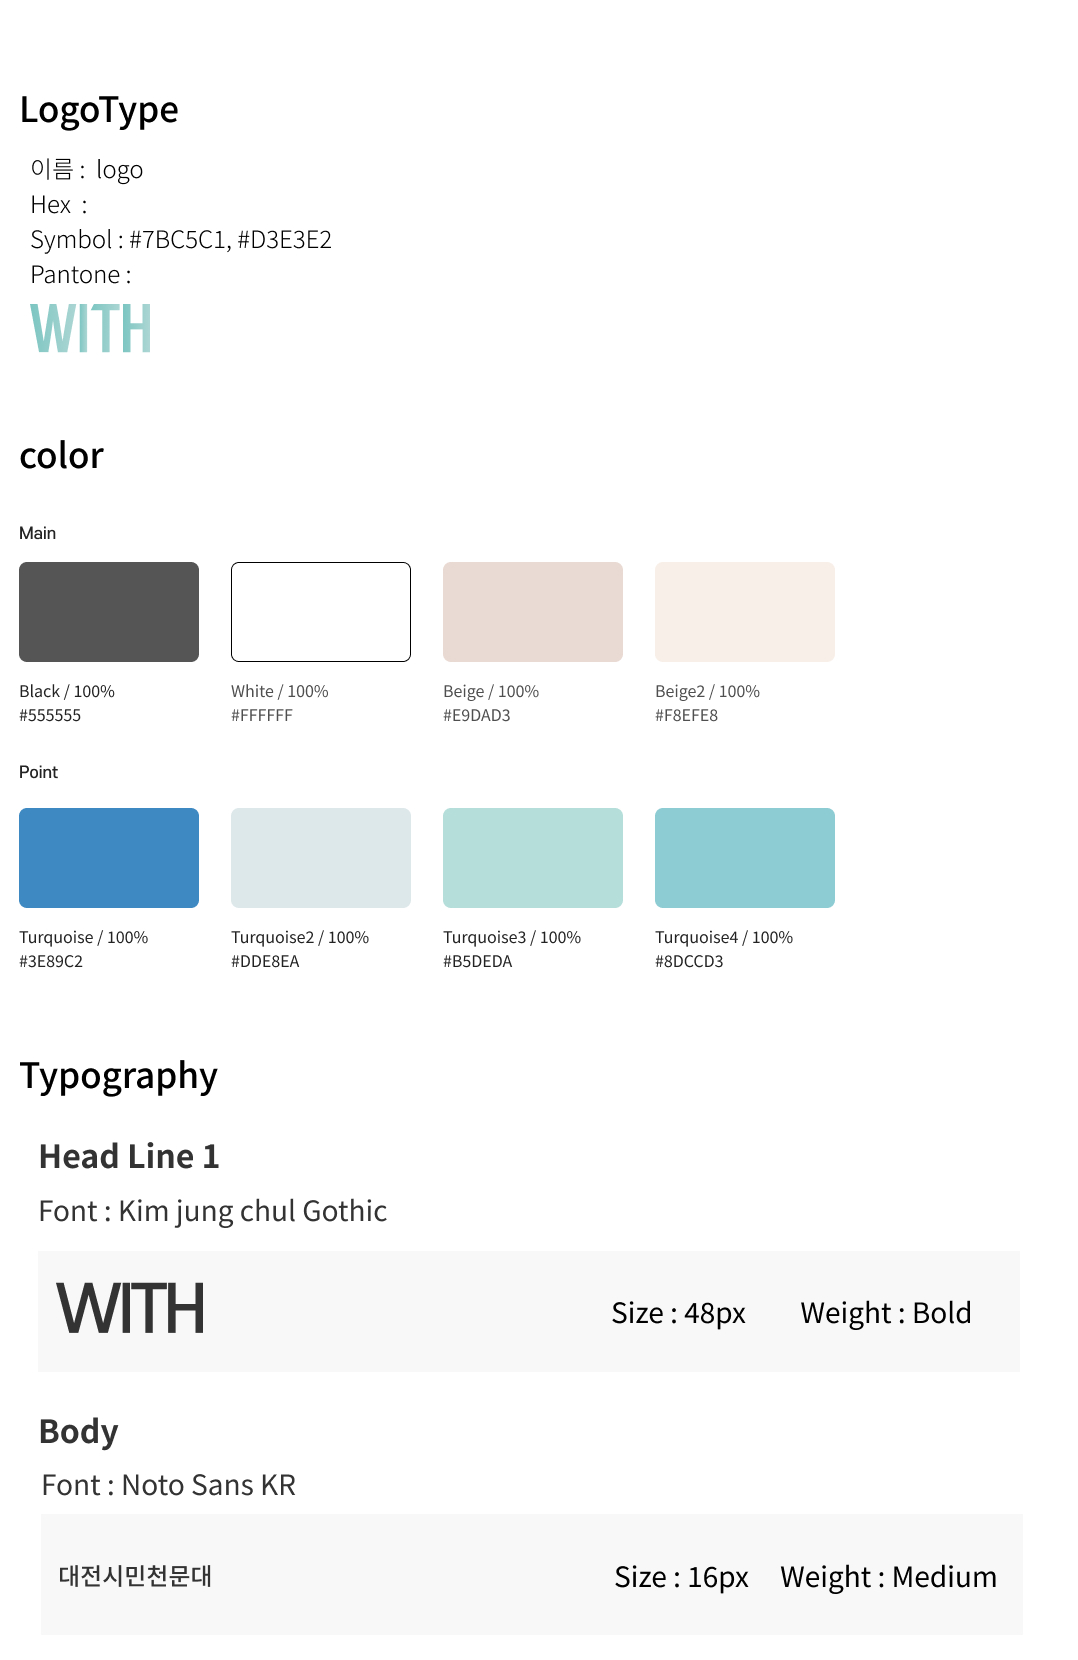 LogoType
이름 : logo
Hex :
Symbol : #7BC5C1, #D3E3E2
Pantone :
WITH
color
Main
Black / 100%
#555555
White / 100%
#FFFFFF
Beige / 100%
#E9DAD3
Beige2 / 100%
#F8EFE8
Point
Turquoise / 100%
#3E89C2
Turquoise2 / 100%
#DDE8EA
Turquoise3 / 100%
#B5DEDA
Turquoise4 / 100%
#8DCCD3
Typography
Head Line 1
Font : Kim jung chul Gothic
WITH Size : 48px Weight : Bold
Body
Font : Noto Sans KR
대전시민천문대 Size : 16px Weight : Medium